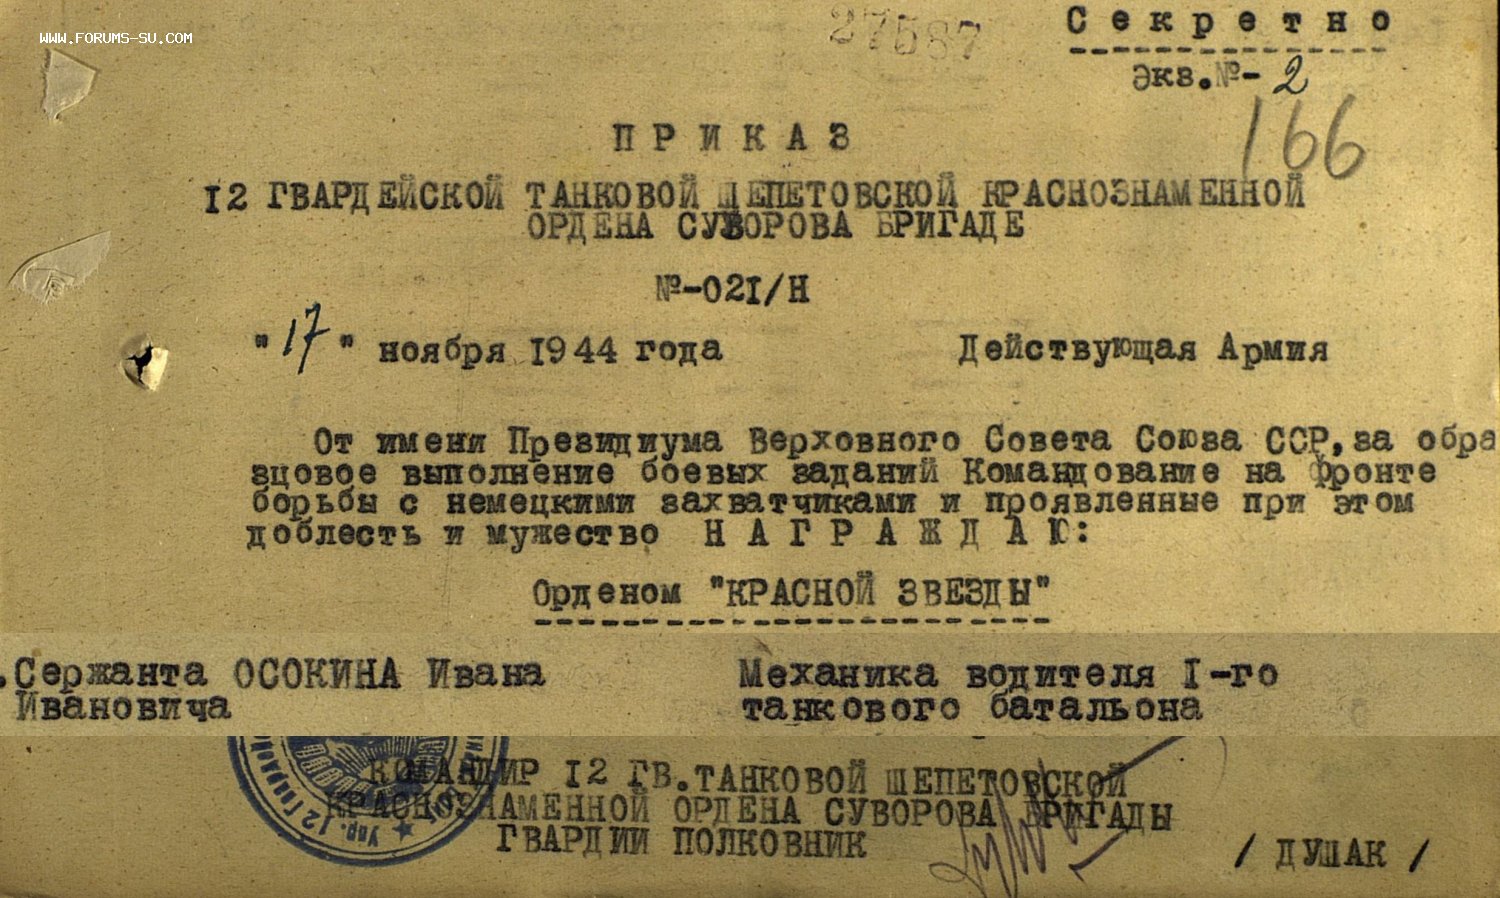 WWW.FORUMS-SU.COM
27587
Секретно
Экз.№-2
166
ПРИКАЗ
12 ГВАРДЕЙСКОЙ ТАНКОВОЙ ШЕПЕТОВСКОЙ КРАСНОЗНАМЕННОЙ
ОРДЕНА СУВОРОВА БРИГАДЕ
№-021/Н
"17" ноября 1944 года Действующая Армия
От имени Президиума Верховного Совета Союза ССР, за обра
зцовое выполнение боевых заданий Командование на фронте
борьбы с немецкими захватчиками и проявленные при этом
доблесть и мужество НАГРАЖДАЮ:
Орденом "КРАСНОЙ ЗВЕЗДЫ"
.Сержанта ОСОКИНА Ивана Механика водителя I-го
Ивановича танкового батальона
КОМАНДИР 12 ГВ.ТАНКОВОЙ ШЕПЕТОВСКОЙ
КРАСНОЗНАМЕННОЙ ОРДЕНА СУВОРОВА БРИГАДЫ
ГВАРДИИ ПОЛКОВНИК / ДУШАК /
Упр. 12 Гвардейской